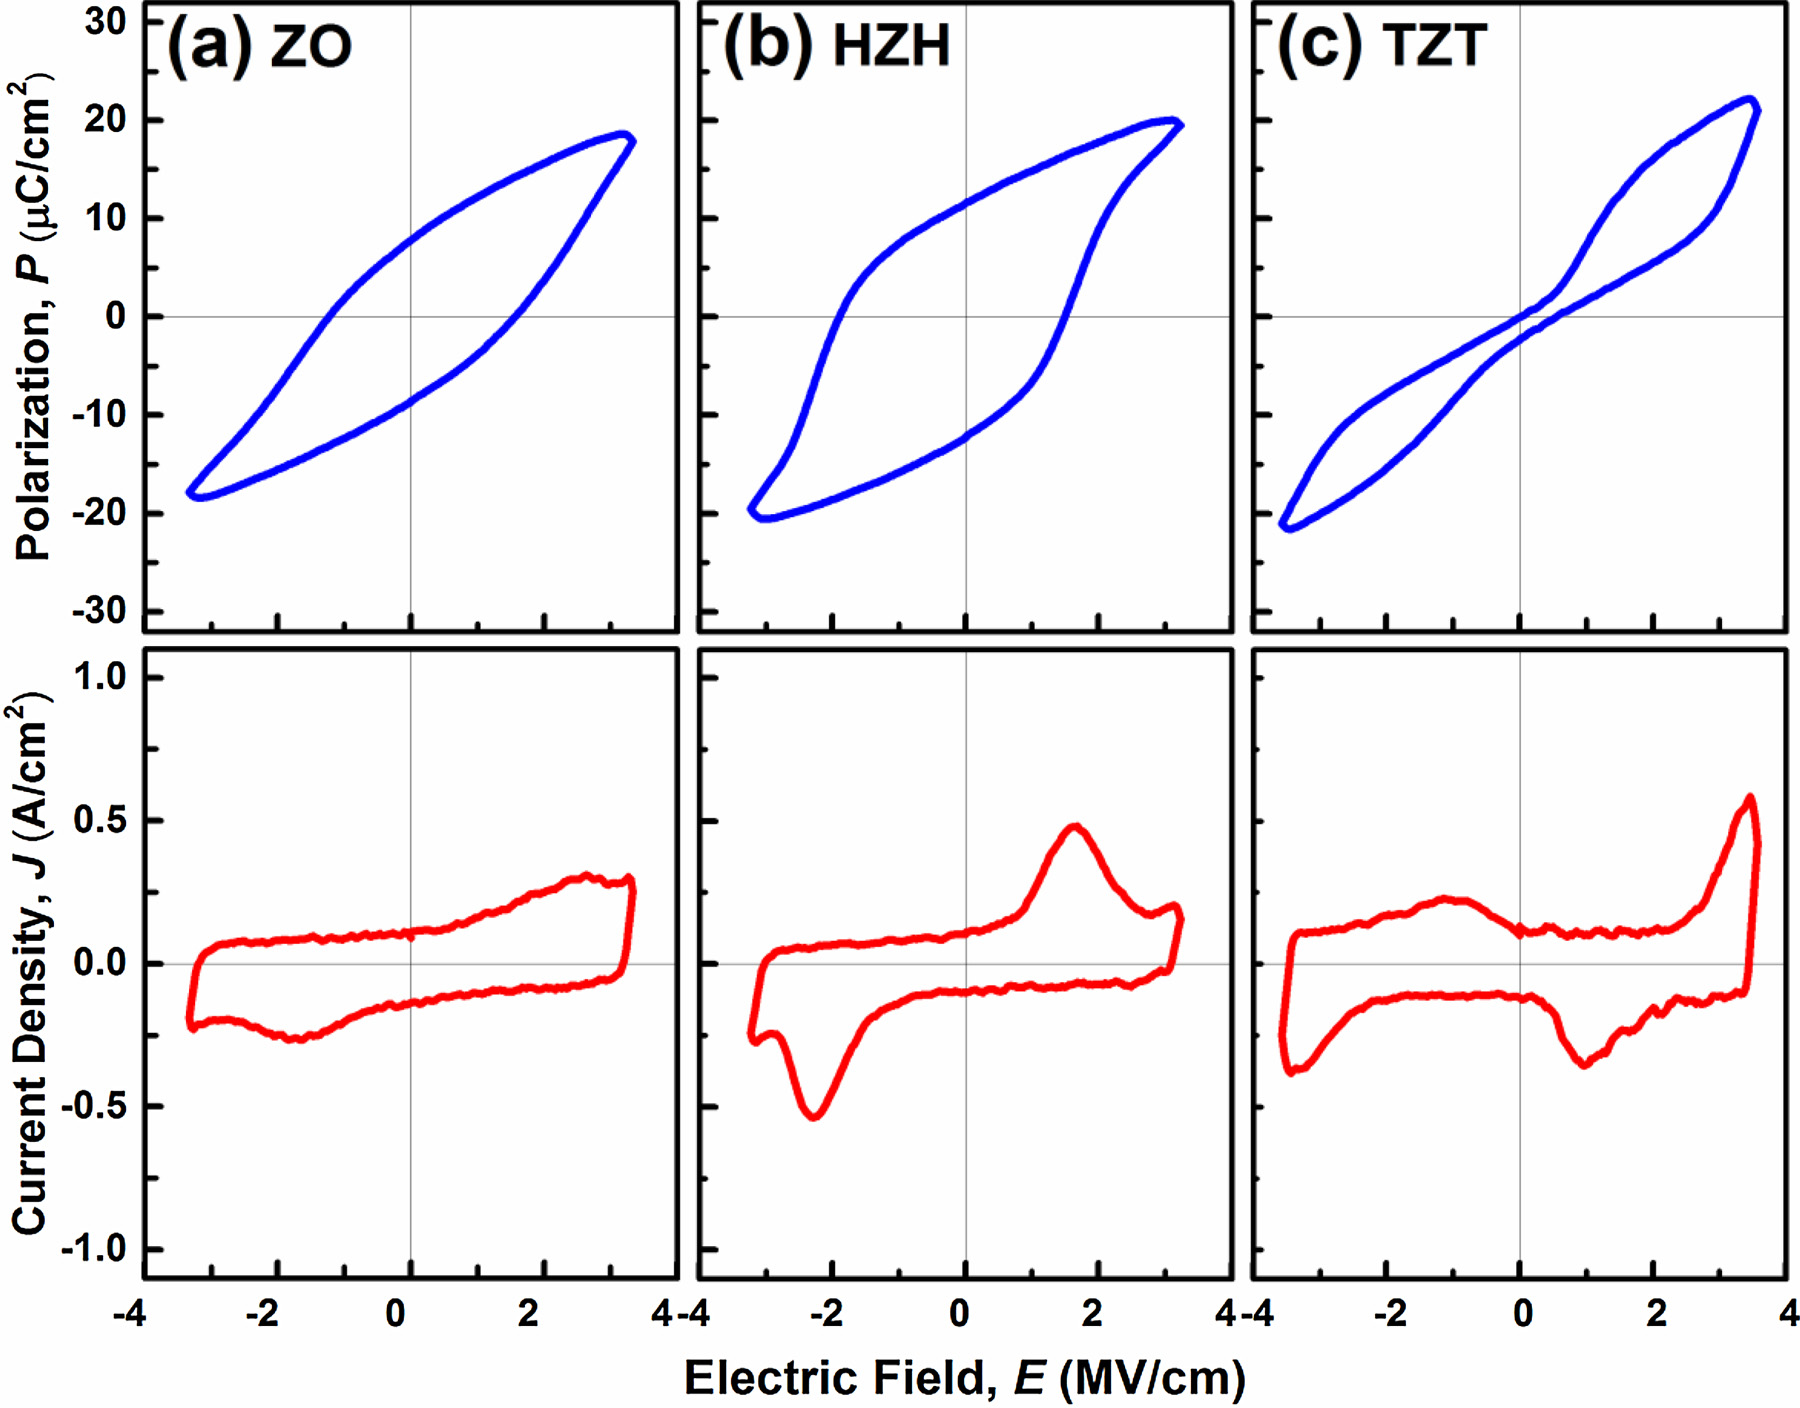 (a) ZO
(b) HZH
(c) TZT
Polarization, P (μC/cm²)
30
20
10
0
-10
-20
-30
Current Density, J (A/cm²)
1.0
0.5
0.0
-0.5
-1.0
-4 -2 0 2 4 -4 -2 0 2 4 -4 -2 0 2 4
Electric Field, E (MV/cm)